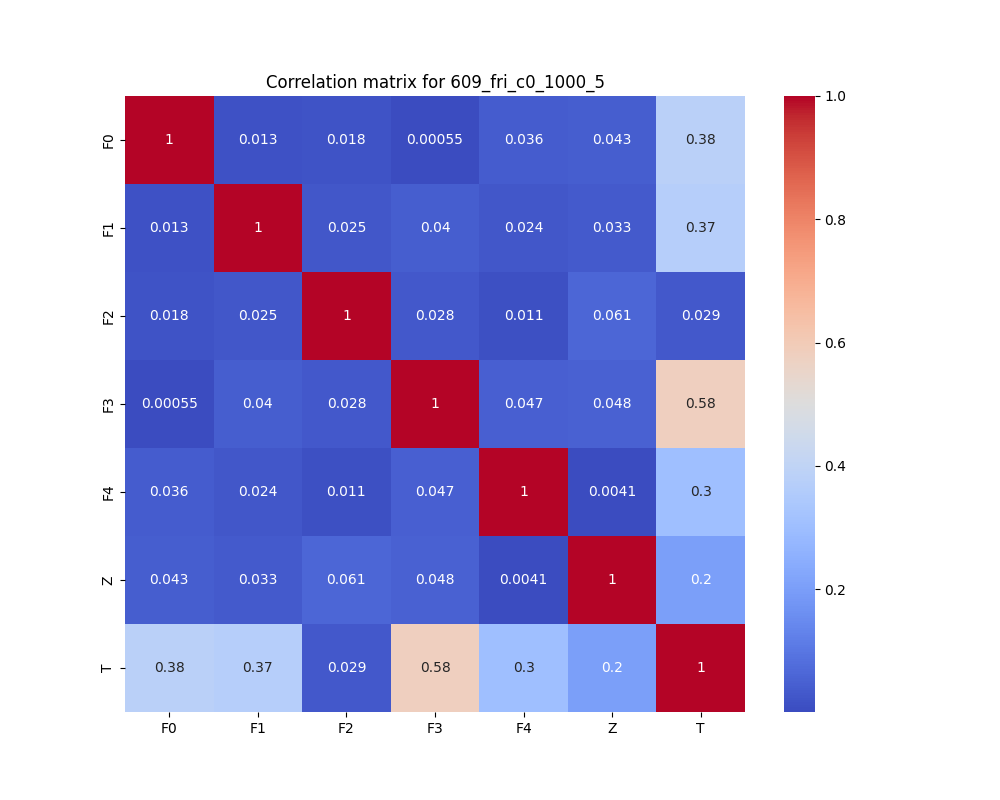 Correlation matrix for 609_fri_c0_1000_5
F0 1 0.013 0.018 0.00055 0.036 0.043 0.38
F1 0.013 1 0.025 0.04 0.024 0.033 0.37
F2 0.018 0.025 1 0.028 0.011 0.061 0.029
F3 0.00055 0.04 0.028 1 0.047 0.048 0.58
F4 0.036 0.024 0.011 0.047 1 0.0041 0.3
Z 0.043 0.033 0.061 0.048 0.0041 1 0.2
T 0.38 0.37 0.029 0.58 0.3 0.2 1
F0 F1 F2 F3 F4 Z T
1.0
0.8
0.6
0.4
0.2